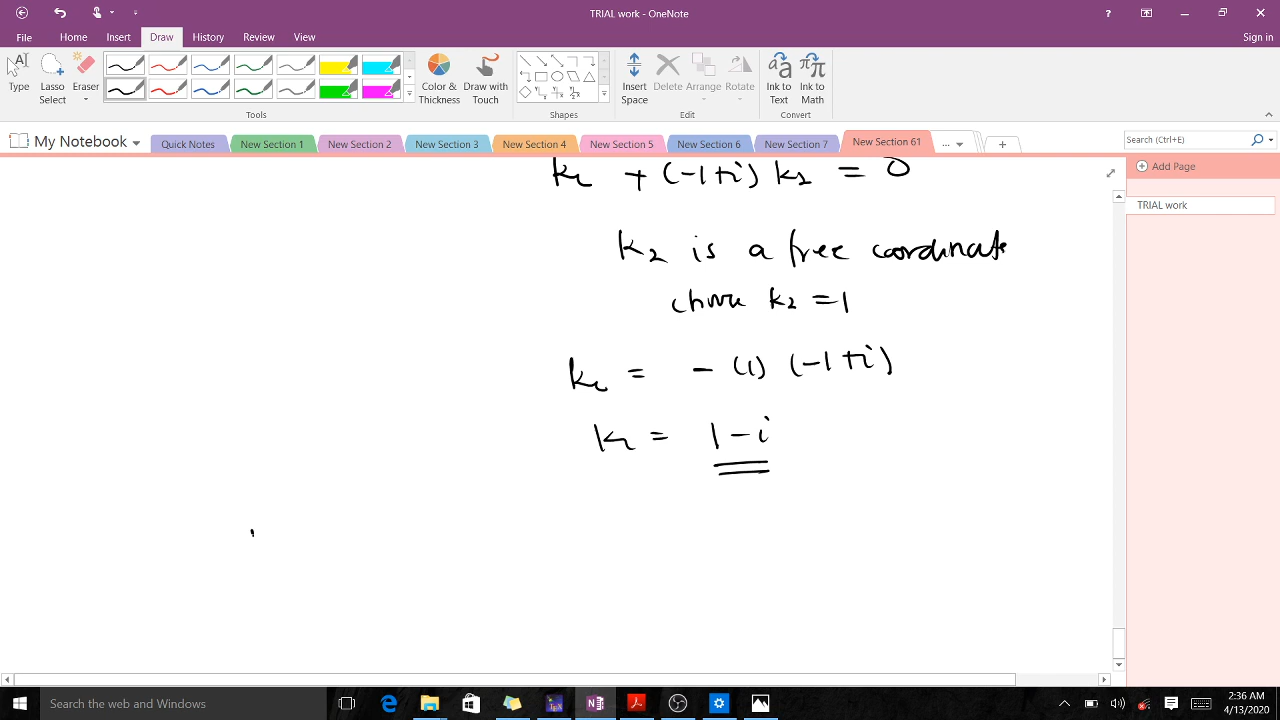 TRIAL work - OneNote
?
File Home Insert Draw History Review View
Sign in
Type Lasso Select Eraser Color & Thickness Draw with Touch Insert Space Delete Arrange Rotate Ink to Text Ink to Math
Tools Shapes Edit Convert
My Notebook Quick Notes New Section 1 New Section 2 New Section 3 New Section 4 New Section 5 New Section 6 New Section 7 New Section 61 ... + Search (Ctrl+E)
Add Page
TRIAL work
k₁ + (-1+i) k₂ = 0
k₂ is a free coordinate
k₂ = 1
k₁ = - (1) (-1+i)
k₁ = 1-i
Search the web and Windows
2:36 AM
4/13/2020